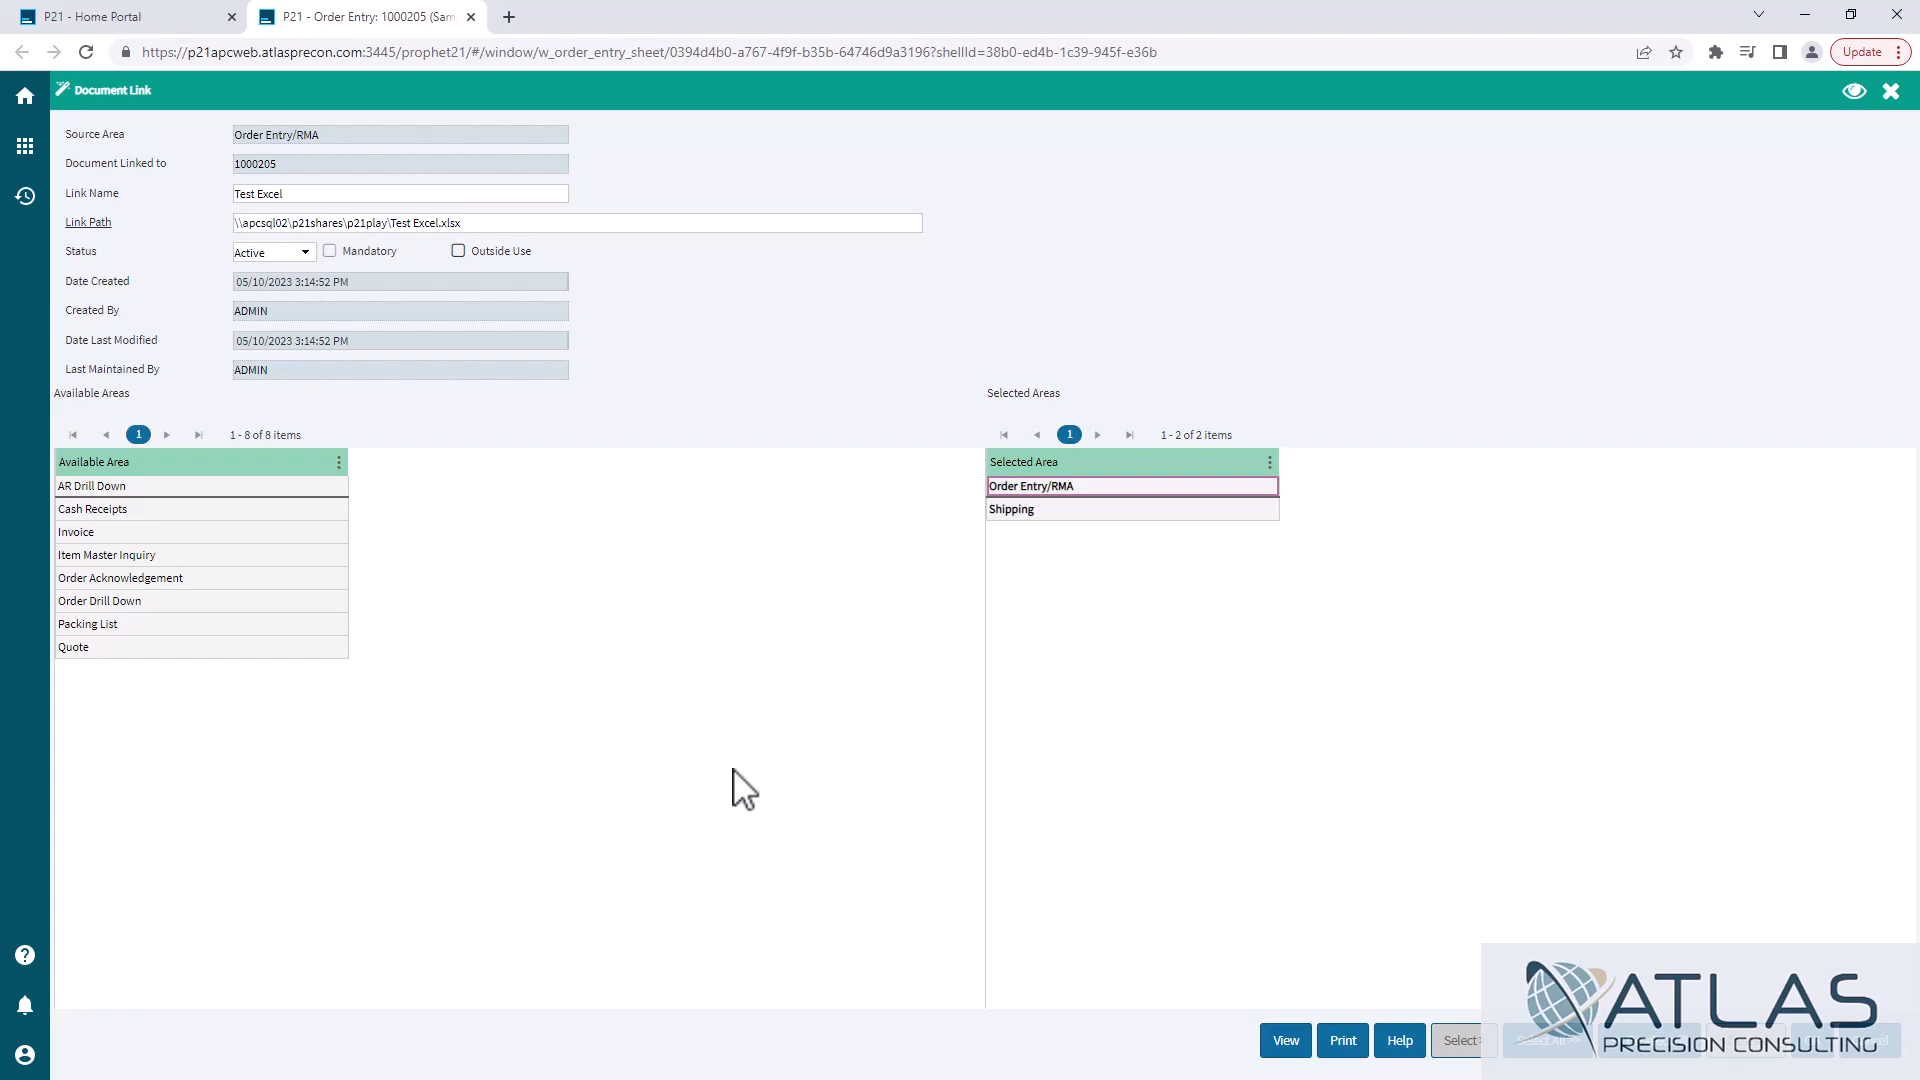 P21 - Home Portal
P21 - Order Entry: 1000205 (Sam
https://p21apcweb.atlasprecon.com:3445/prophet21/#/window/w_order_entry_sheet/0394d4b0-a767-4f9f-b35b-64746d9a3196?shellId=38b0-ed4b-1c39-945f-e36b
Update
Document Link
Source Area
Order Entry/RMA
Document Linked to
1000205
Link Name
Test Excel
Link Path
\\apcsql02\p21shares\p21play\Test Excel.xlsx
Status
Active
Mandatory
Outside Use
Date Created
05/10/2023 3:14:52 PM
Created By
ADMIN
Date Last Modified
05/10/2023 3:14:52 PM
Last Maintained By
ADMIN
Available Areas
1
1 - 8 of 8 items
Available Area
AR Drill Down
Cash Receipts
Invoice
Item Master Inquiry
Order Acknowledgement
Order Drill Down
Packing List
Quote
Selected Areas
1
1 - 2 of 2 items
Selected Area
Order Entry/RMA
Shipping
View
Print
Help
Select
Select All >>
ATLAS
PRECISION CONSULTING